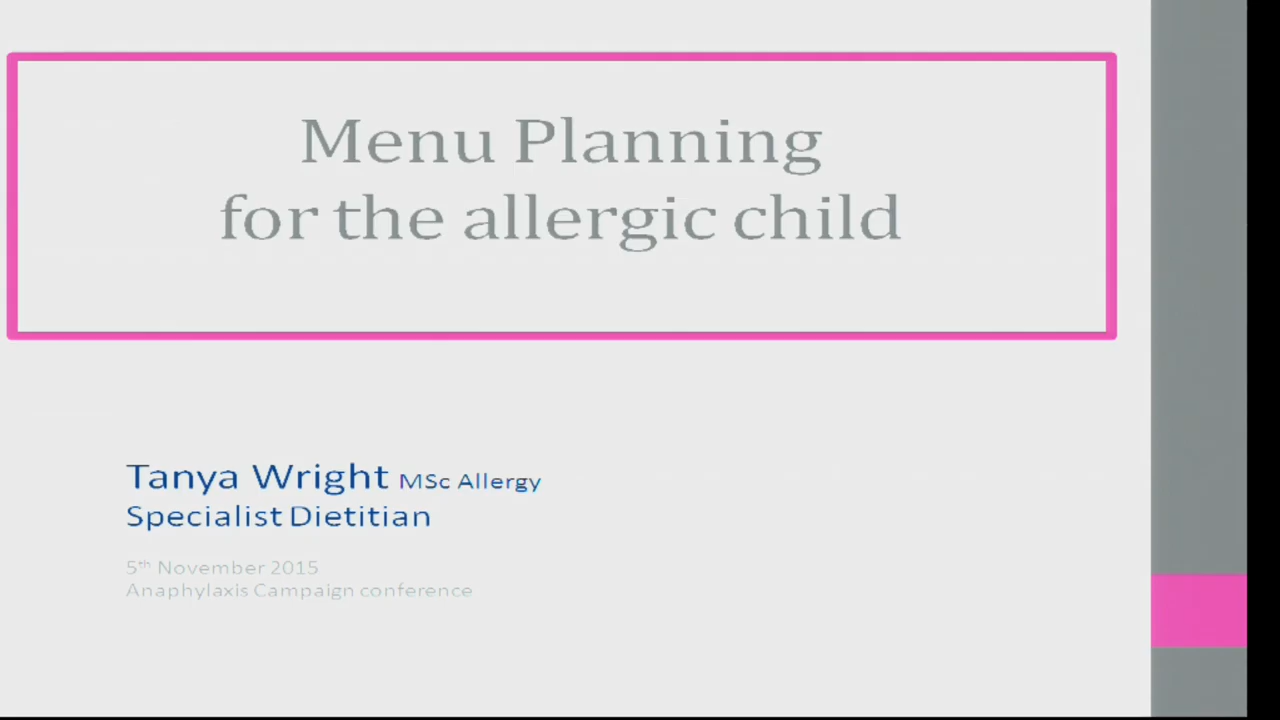 Menu Planning
for the allergic child
Tanya Wright MSc Allergy
Specialist Dietitian
5th November 2015
Anaphylaxis Campaign conference